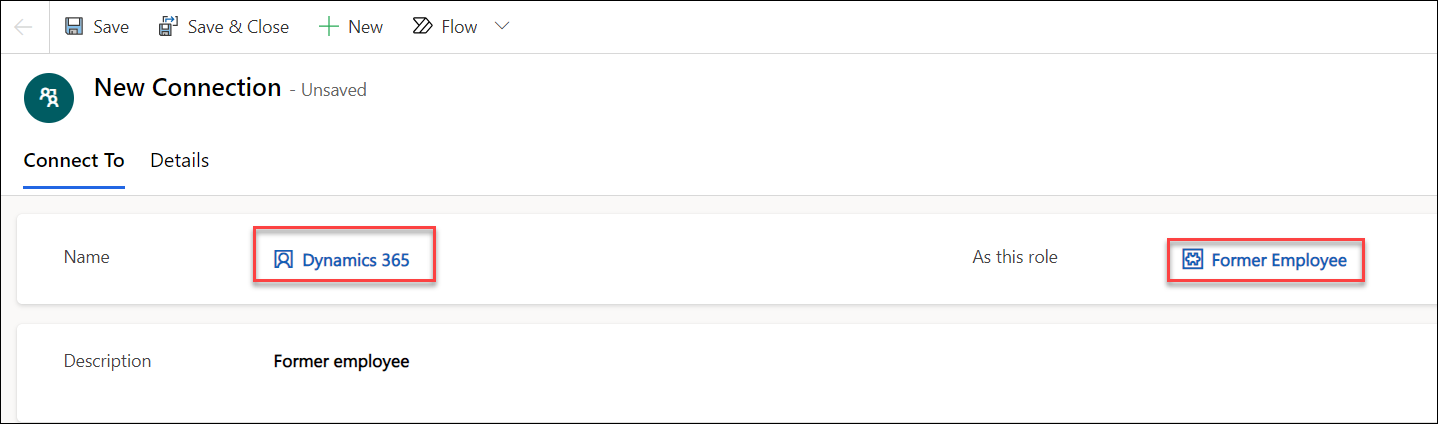 Save Save & Close New Flow
New Connection - Unsaved
Connect To Details
Name Dynamics 365 As this role Former Employee
Description Former employee